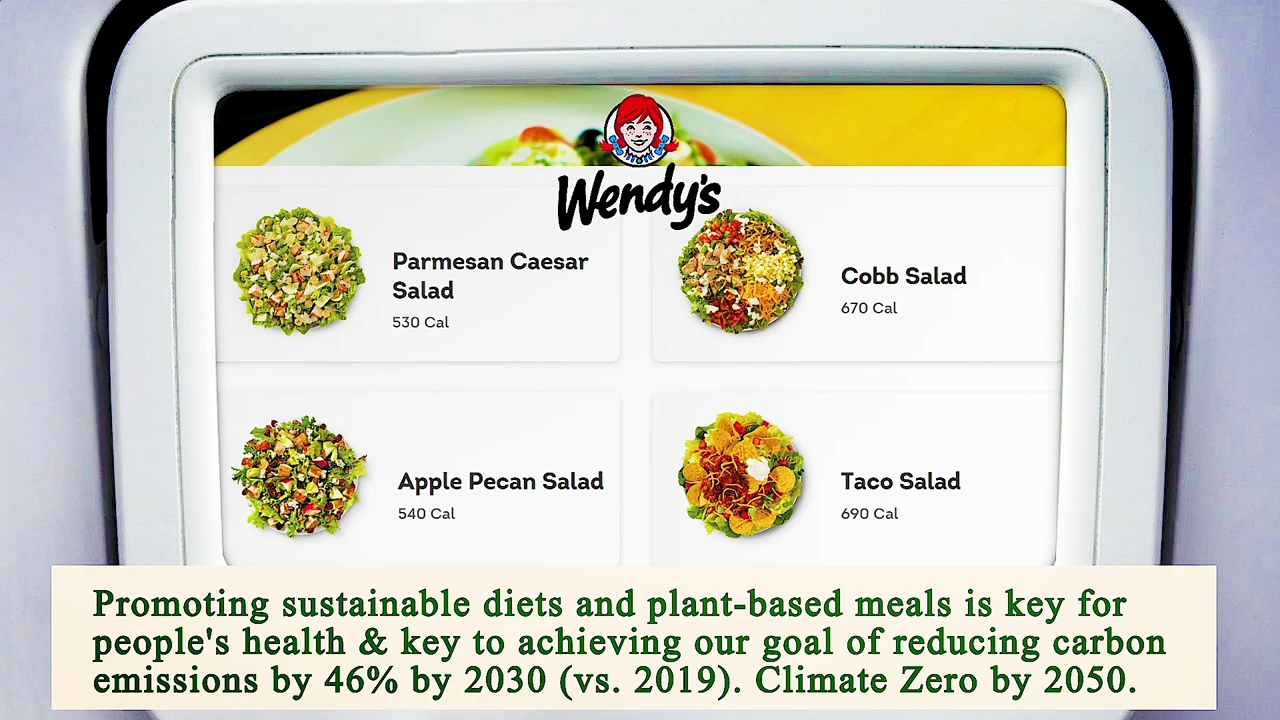 Wendy's
Parmesan Caesar
Salad
530 Cal
Cobb Salad
670 Cal
Apple Pecan Salad
540 Cal
Taco Salad
690 Cal
Promoting sustainable diets and plant-based meals is key for
people's health & key to achieving our goal of reducing carbon
emissions by 46% by 2030 (vs. 2019). Climate Zero by 2050.